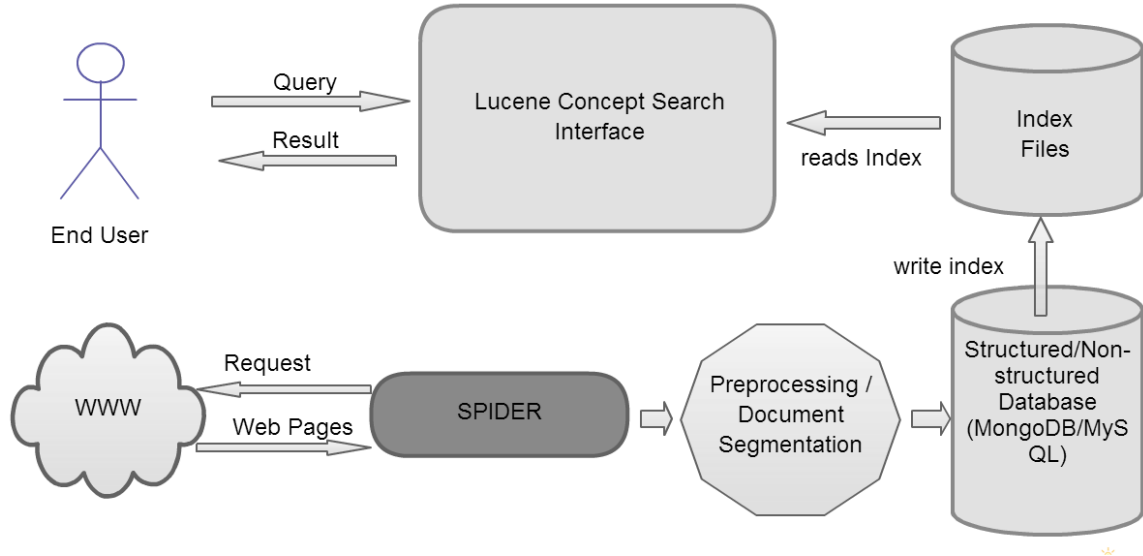 Query
Lucene Concept Search
Interface
Result
reads Index
Index
Files
End User
write index
WWW
Request
Web Pages
SPIDER
Preprocessing /
Document
Segmentation
Structured/Non-
structured
Database
(MongoDB/MyS
QL)